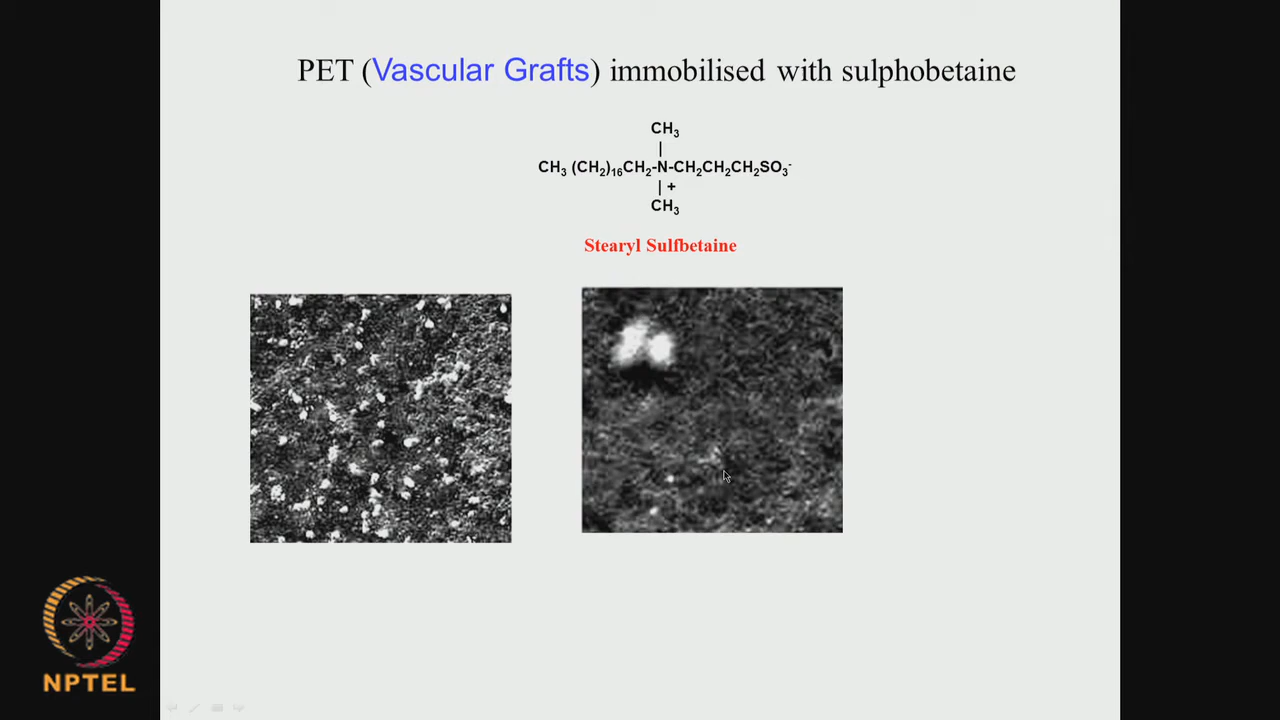 PET (Vascular Grafts) immobilised with sulphobetaine
CH₃
|
CH₃ (CH₂)₁₆CH₂-N-CH₂CH₂CH₂SO₃⁻
| +
CH₃
Stearyl Sulfbetaine
NPTEL